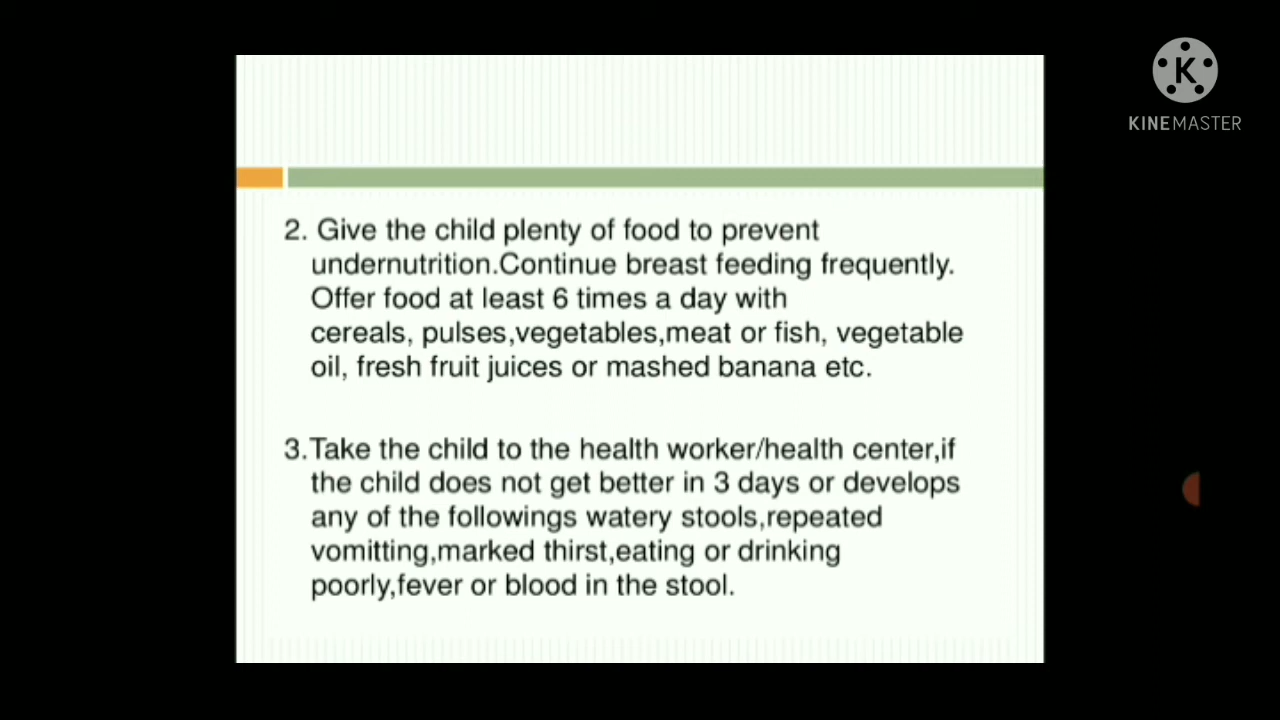 K
KINEMASTER
2. Give the child plenty of food to prevent
undernutrition.Continue breast feeding frequently.
Offer food at least 6 times a day with
cereals, pulses,vegetables,meat or fish, vegetable
oil, fresh fruit juices or mashed banana etc.
3.Take the child to the health worker/health center,if
the child does not get better in 3 days or develops
any of the followings watery stools,repeated
vomitting,marked thirst,eating or drinking
poorly,fever or blood in the stool.